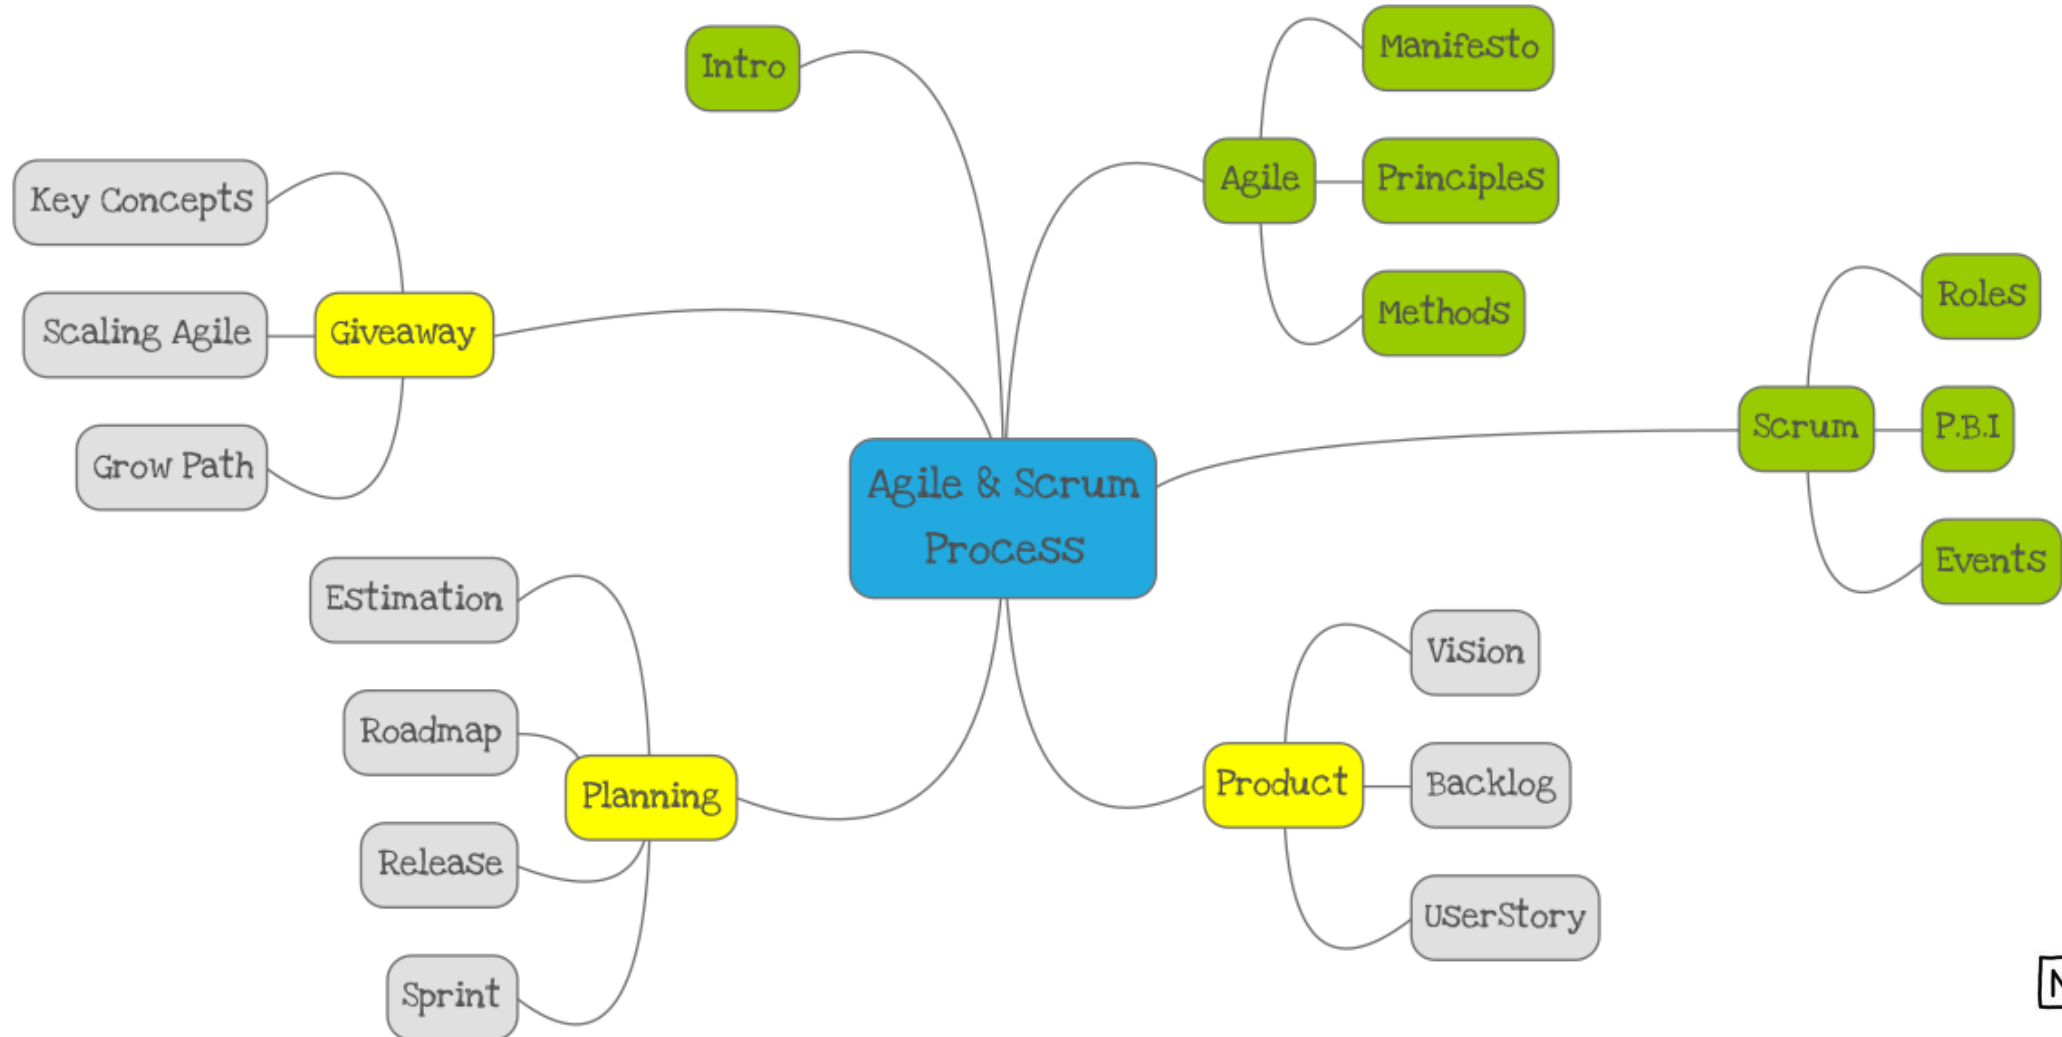 Intro
Manifesto
Agile
Principles
Methods
Key Concepts
Scaling Agile
Giveaway
Grow Path
Roles
Scrum
P.B.I
Events
Agile & Scrum
Process
Estimation
Roadmap
Planning
Release
Sprint
Vision
Product
Backlog
UserStory